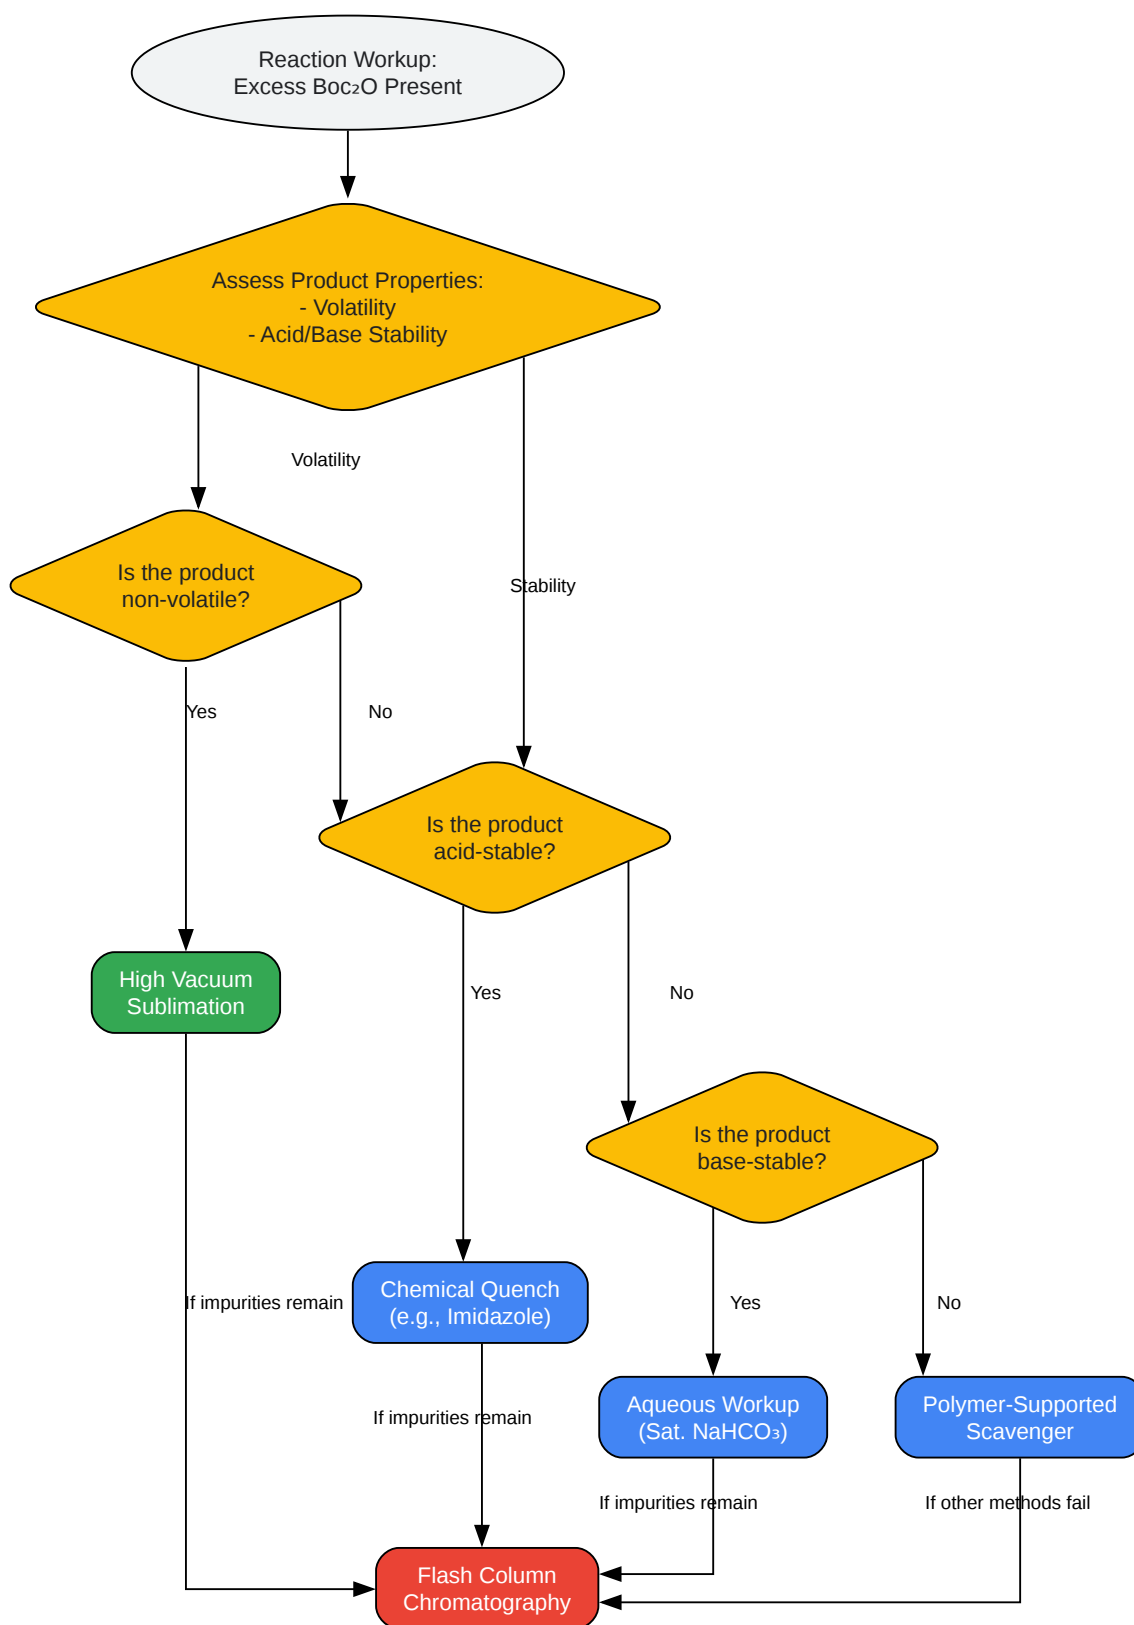 Reaction Workup:
Excess Boc₂O Present
Assess Product Properties:
- Volatility
- Acid/Base Stability
Volatility
Is the product
non-volatile?
Stability
Yes
No
Is the product
acid-stable?
High Vacuum
Sublimation
Yes
No
Is the product
base-stable?
If impurities remain
Chemical Quench
(e.g., Imidazole)
Yes
No
If impurities remain
Aqueous Workup
(Sat. NaHCO₃)
Polymer-Supported
Scavenger
If impurities remain
If other methods fail
Flash Column
Chromatography